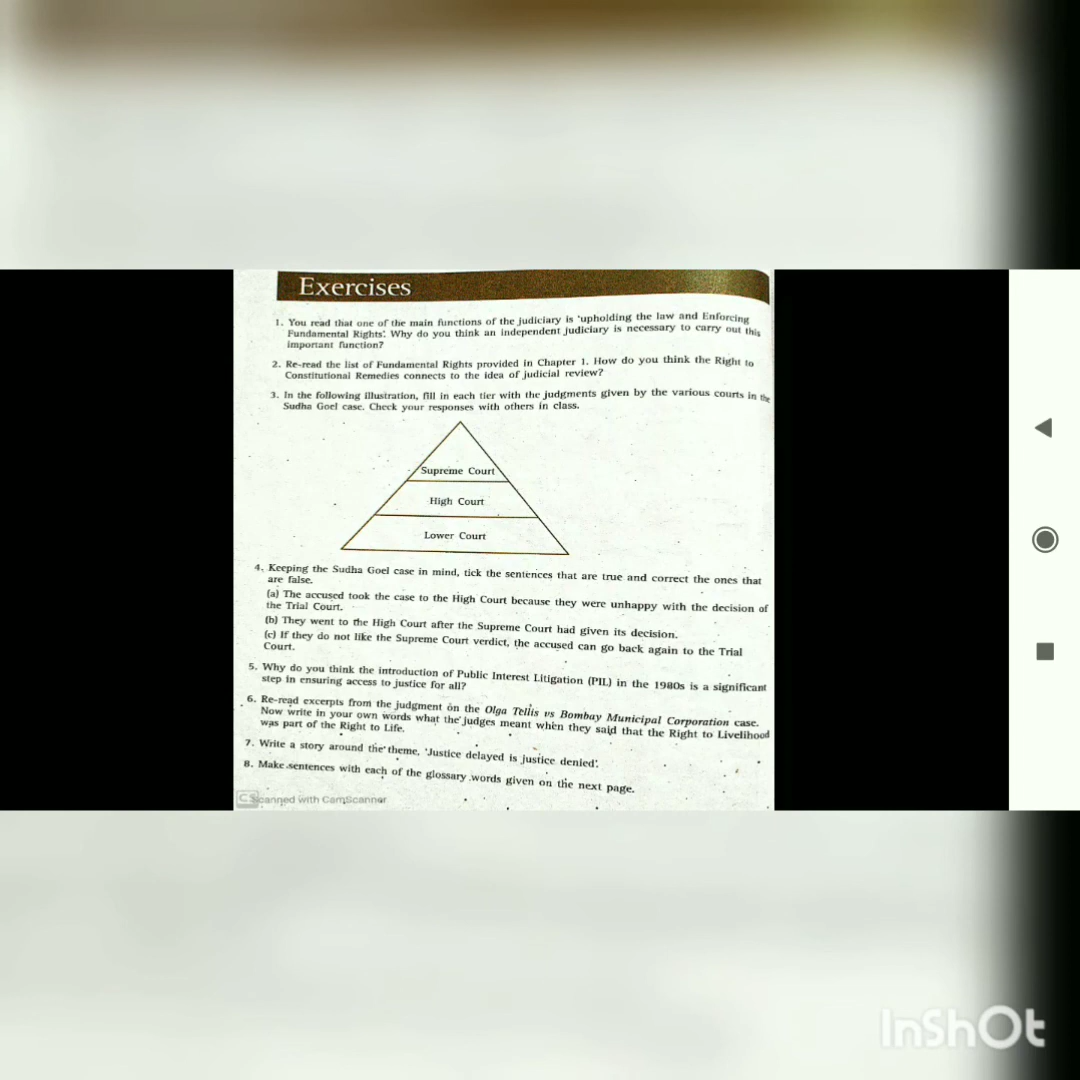 Exercises
1. You read that one of the main functions of the judiciary is 'upholding the law and Enforcing
Fundamental Rights'. Why do you think an independent judiciary is necessary to carry out this
important function?
2. Re-read the list of Fundamental Rights provided in Chapter 1. How do you think the Right to
Constitutional Remedies connects to the idea of judicial review?
3. In the following illustration, fill in each tier with the judgments given by the various courts in the
Sudha Goel case. Check your responses with others in class.
Supreme Court
High Court
Lower Court
4. Keeping the Sudha Goel case in mind, tick the sentences that are true and correct the ones that
are false.
(a) The accused took the case to the High Court because they were unhappy with the decision of
the Trial Court.
(b) They went to the High Court after the Supreme Court had given its decision.
(c) If they do not like the Supreme Court verdict, the accused can go back again to the Trial
Court.
5. Why do you think the introduction of Public Interest Litigation (PIL) in the 1980s is a significant
step in ensuring access to justice for all?
6. Re-read excerpts from the judgment on the Olga Tellis vs Bombay Municipal Corporation case.
Now write in your own words what the judges meant when they said that the Right to Livelihood
was part of the Right to Life.
7. Write a story around the theme, 'Justice delayed is justice denied'.
8. Make sentences with each of the glossary words given on the next page.
CS Scanned with CamScanner
InShOt